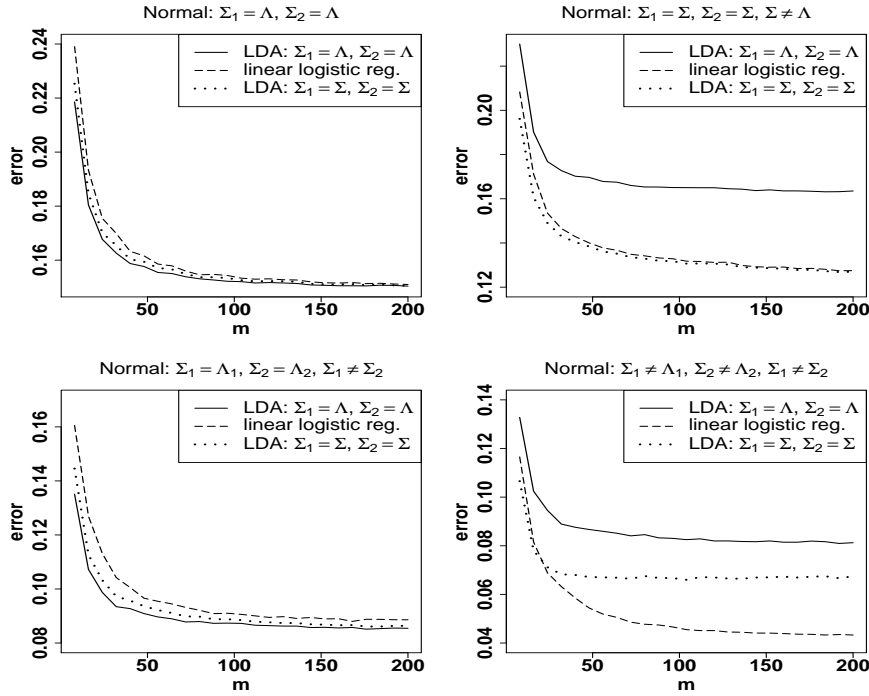 Normal: Σ₁ = Λ, Σ₂ = Λ
error
0.24
0.22
0.20
0.18
0.16
LDA: Σ₁ = Λ, Σ₂ = Λ
linear logistic reg.
LDA: Σ₁ = Σ, Σ₂ = Σ
50
100
150
200
m
Normal: Σ₁ = Σ, Σ₂ = Σ, Σ ≠ Λ
error
0.20
0.16
0.12
LDA: Σ₁ = Λ, Σ₂ = Λ
linear logistic reg.
LDA: Σ₁ = Σ, Σ₂ = Σ
50
100
150
200
m
Normal: Σ₁ = Λ₁, Σ₂ = Λ₂, Σ₁ ≠ Σ₂
error
0.16
0.14
0.12
0.10
0.08
LDA: Σ₁ = Λ, Σ₂ = Λ
linear logistic reg.
LDA: Σ₁ = Σ, Σ₂ = Σ
50
100
150
200
m
Normal: Σ₁ ≠ Λ₁, Σ₂ ≠ Λ₂, Σ₁ ≠ Σ₂
error
0.14
0.12
0.10
0.08
0.06
0.04
LDA: Σ₁ = Λ, Σ₂ = Λ
linear logistic reg.
LDA: Σ₁ = Σ, Σ₂ = Σ
50
100
150
200
m